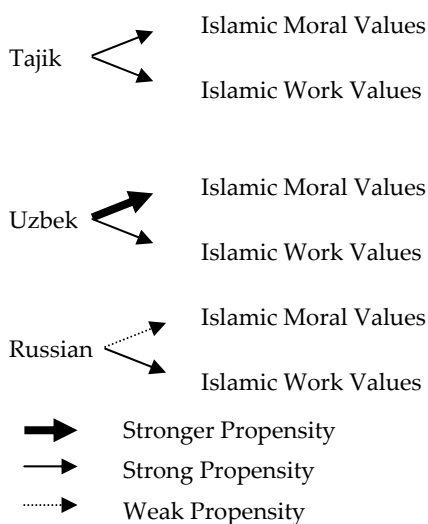 Islamic Moral Values
Tajik
Islamic Work Values
Islamic Moral Values
Uzbek
Islamic Work Values
Islamic Moral Values
Russian
Islamic Work Values
Stronger Propensity
Strong Propensity
Weak Propensity